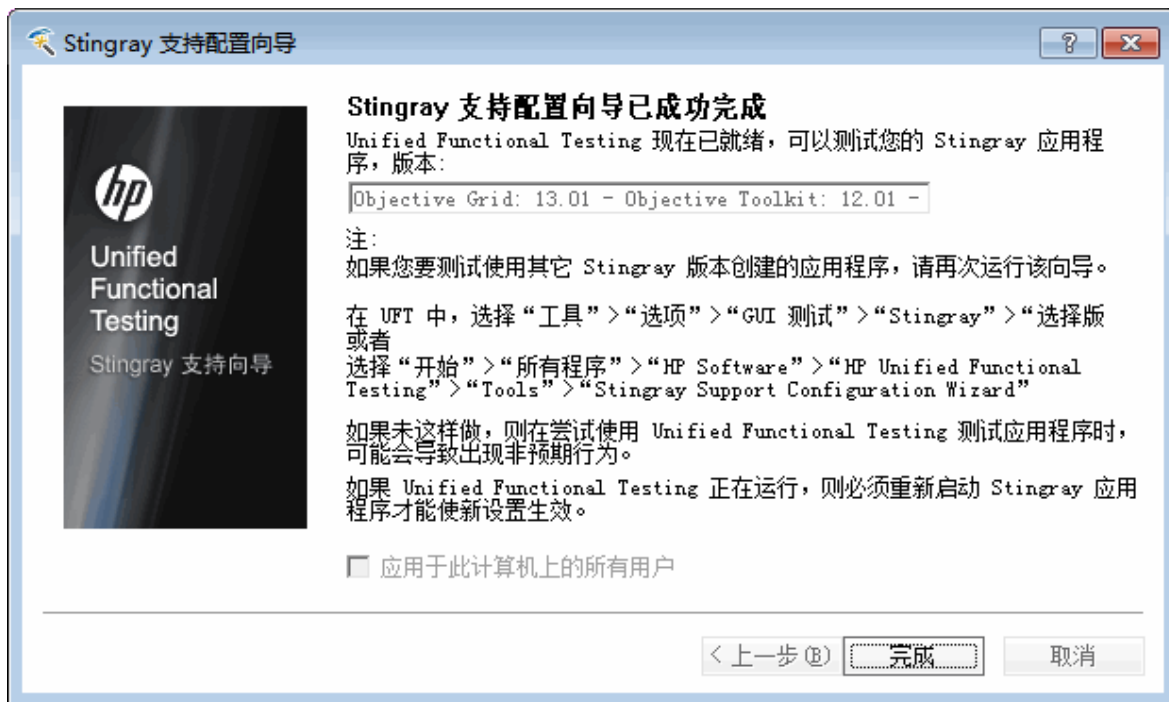 Stingray 支持配置向导
hp
Unified
Functional
Testing
Stingray 支持向导
Stingray 支持配置向导已成功完成
Unified Functional Testing 现在已就绪，可以测试您的 Stingray 应用程
序，版本:
Objective Grid: 13.01 - Objective Toolkit: 12.01 -
注:
如果您要测试使用其它 Stingray 版本创建的应用程序，请再次运行该向导。
在 UFT 中，选择“工具”>“选项”>“GUI 测试”>“Stingray”>“选择版
或者
选择“开始”>“所有程序”>“HP Software”>“HP Unified Functional
Testing”>“Tools”>“Stingray Support Configuration Wizard”
如果未这样做，则在尝试使用 Unified Functional Testing 测试应用程序时，
可能会导致出现非预期行为。
如果 Unified Functional Testing 正在运行，则必须重新启动 Stingray 应用
程序才能使新设置生效。
应用于此计算机上的所有用户
< 上一步(B)
完成
取消